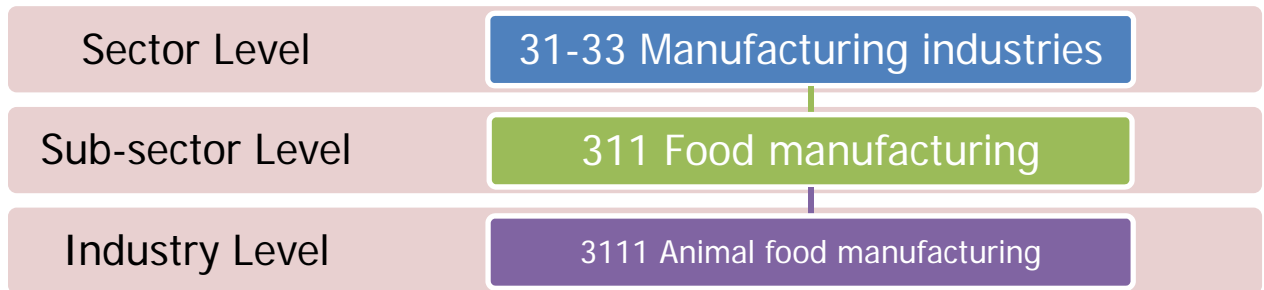 Sector Level
31-33 Manufacturing industries
Sub-sector Level
311 Food manufacturing
Industry Level
3111 Animal food manufacturing